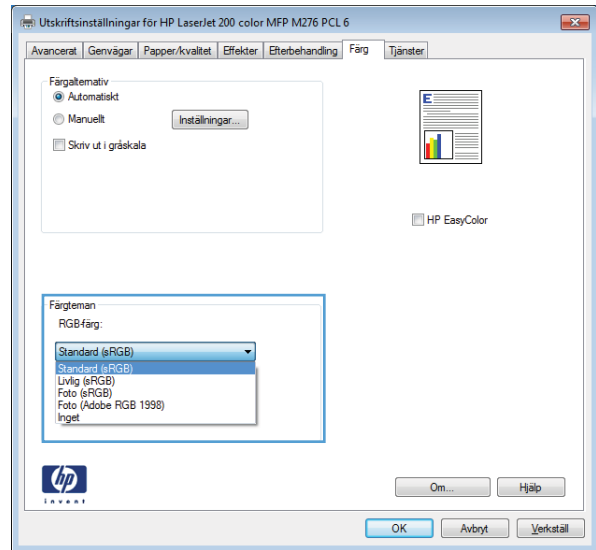 Utskriftsinställningar för HP LaserJet 200 color MFP M276 PCL 6
Avancerat Genvägar Papper/kvalitet Effekter Efterbehandling Färg Tjänster
Färgalternativ
Automatiskt
Manuellt Inställningar...
Skriv ut i gråskala
E
HP EasyColor
Färgteman
RGB-färg:
Standard (sRGB)
Standard (sRGB)
Livlig (sRGB)
Foto (sRGB)
Foto (Adobe RGB 1998)
Inget
hp
invent
Om... Hjälp
OK Avbryt Verkställ